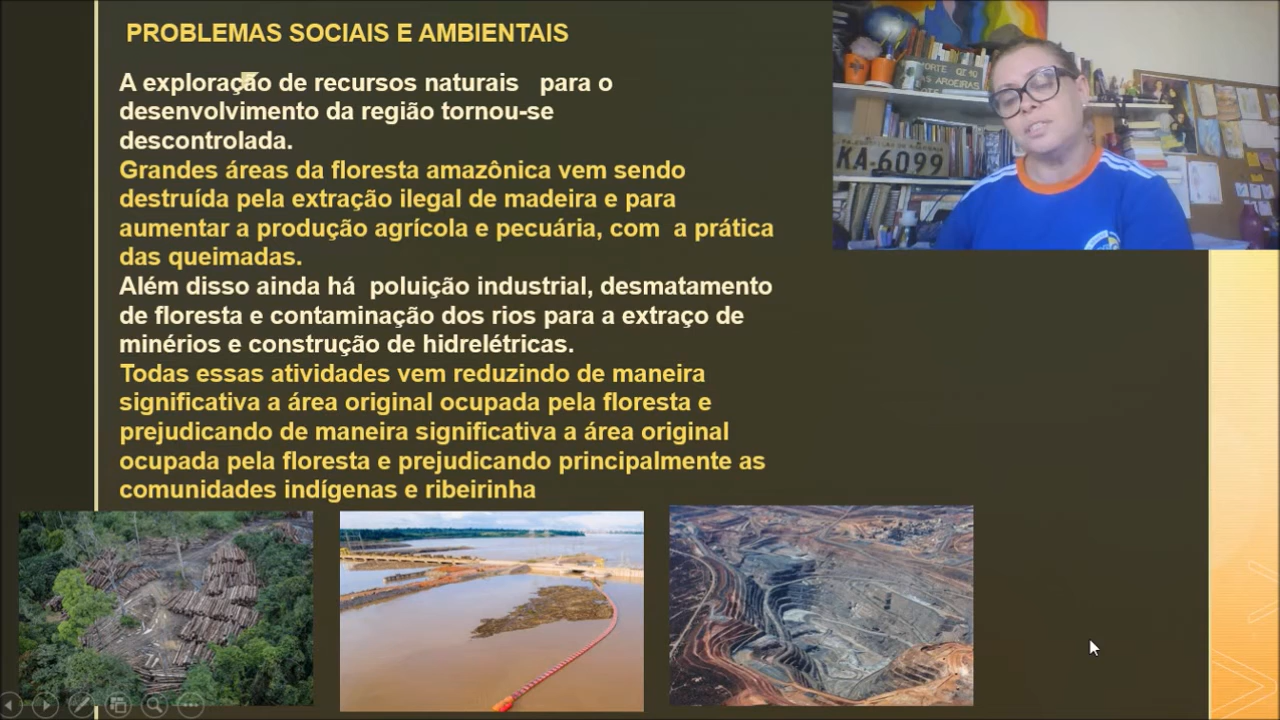 PROBLEMAS SOCIAIS E AMBIENTAIS
A exploração de recursos naturais para o
desenvolvimento da região tornou-se
descontrolada.
Grandes áreas da floresta amazônica vem sendo
destruída pela extração ilegal de madeira e para
aumentar a produção agrícola e pecuária, com a prática
das queimadas.
Além disso ainda há poluição industrial, desmatamento
de floresta e contaminação dos rios para a extraço de
minérios e construção de hidrelétricas.
Todas essas atividades vem reduzindo de maneira
significativa a área original ocupada pela floresta e
prejudicando de maneira significativa a área original
ocupada pela floresta e prejudicando principalmente as
comunidades indígenas e ribeirinha
KA-6099